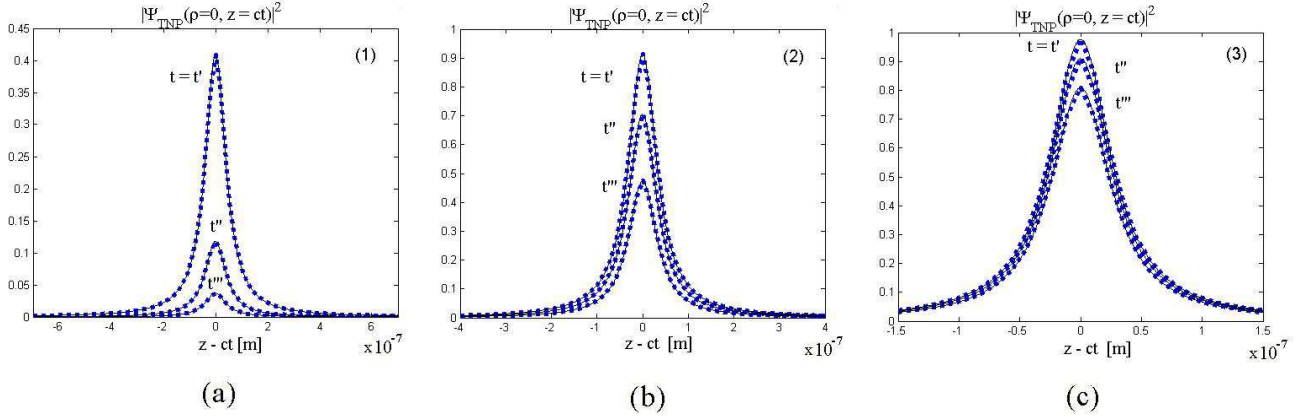 |Ψ_TNP(ρ=0, z = ct)|²
(1)
0.45
0.4
0.35
0.3
0.25
0.2
0.15
0.1
0.05
0
t = t'
t''
t'''
-6 -4 -2 0 2 4 6
x10⁻⁷
z - ct [m]
(a)
|Ψ_TNP(ρ=0, z = ct)|²
(2)
1
0.9
0.8
0.7
0.6
0.5
0.4
0.3
0.2
0.1
0
t = t'
t''
t'''
-4 -3 -2 -1 0 1 2 3 4
x10⁻⁷
z - ct [m]
(b)
|Ψ_TNP(ρ=0, z = ct)|²
(3)
1
0.9
0.8
0.7
0.6
0.5
0.4
0.3
0.2
0.1
0
t = t'
t''
t'''
-1.5 -1 -0.5 0 0.5 1 1.5
x10⁻⁷
z - ct [m]
(c)